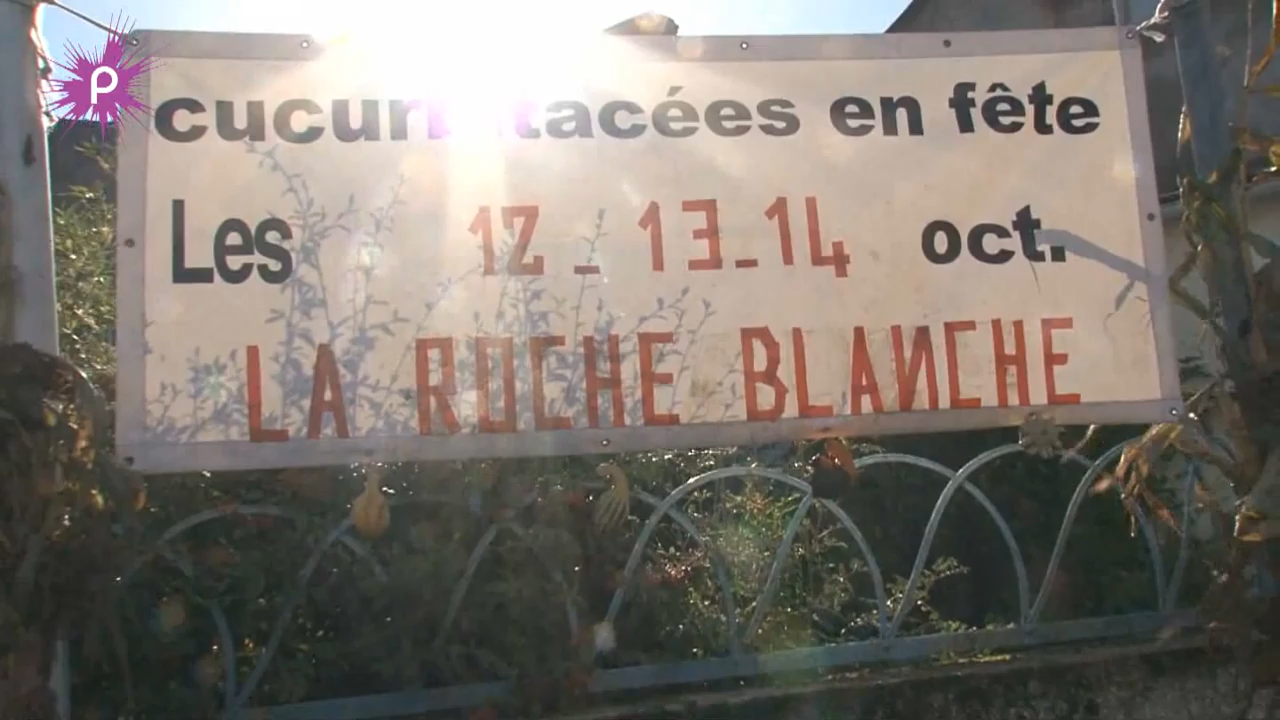 P
en fête
Les 12_13_14 oct.
LA ROCHE BLANCHE